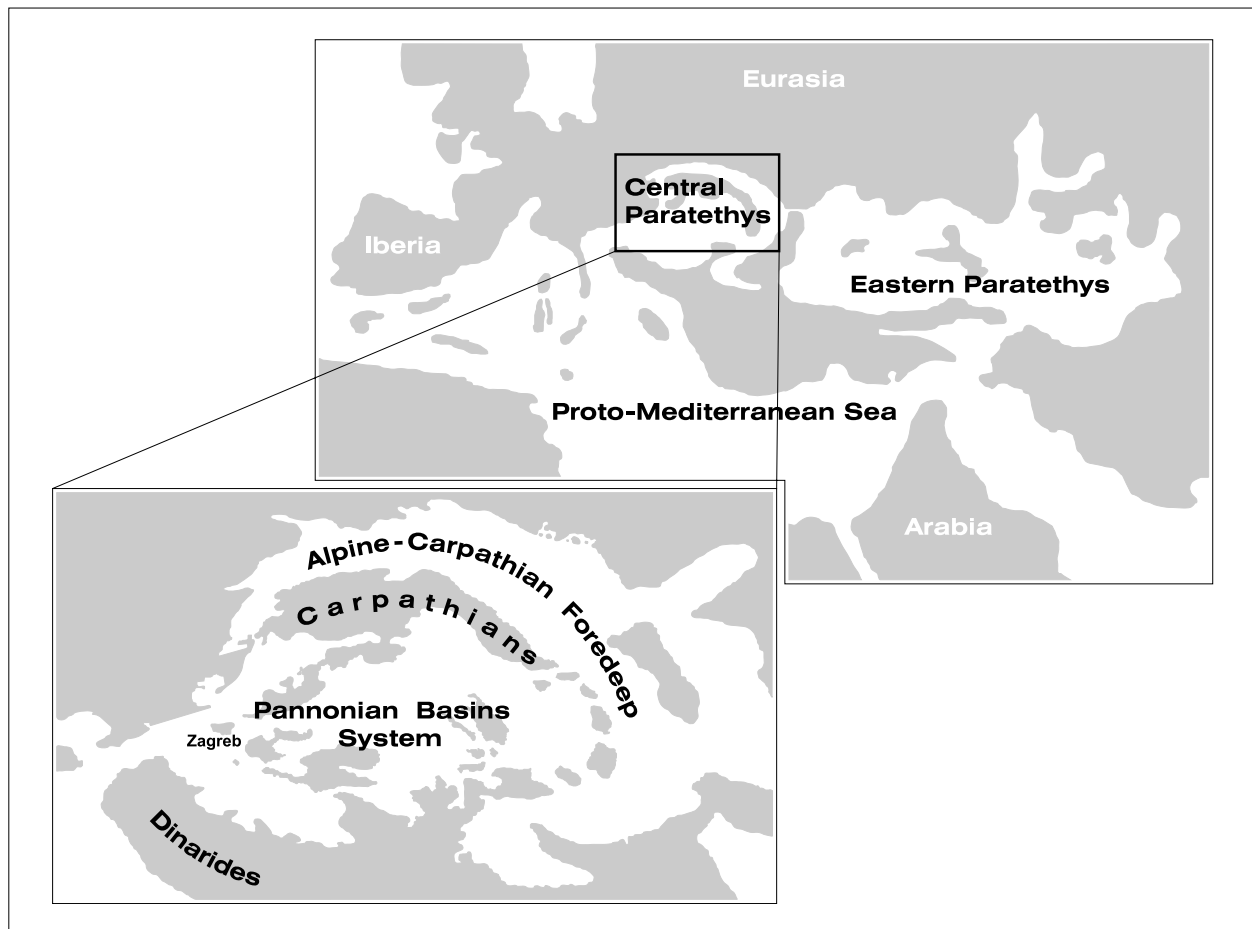 Eurasia
Central
Paratethys
Iberia
Eastern Paratethys
Proto-Mediterranean Sea
Arabia
Alpine-Carpathian Foredeep
Carpathians
Pannonian Basins
System
Zagreb
Dinarides